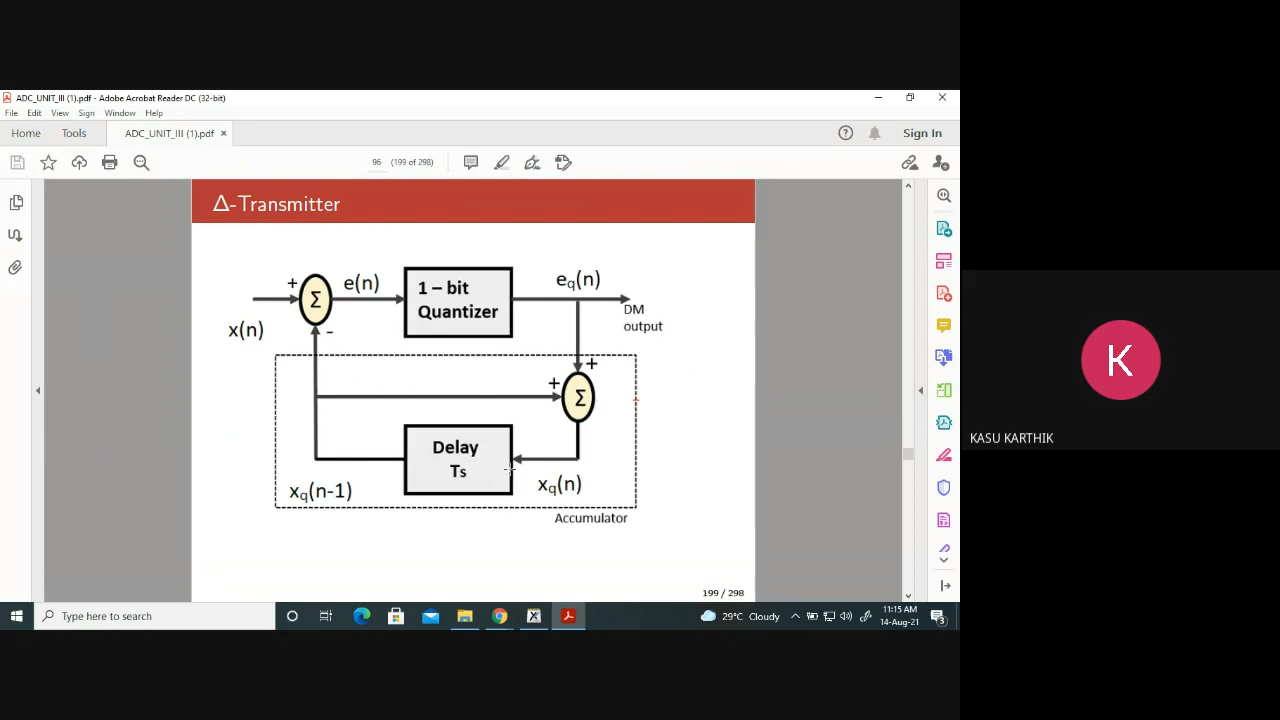 ADC_UNIT_III (1).pdf - Adobe Acrobat Reader DC (32-bit)
File Edit View Sign Window Help
Home Tools ADC_UNIT_III (1).pdf × Sign In
96 (199 of 298)
Δ-Transmitter
+ e(n) 1 – bit Quantizer eq(n)
Σ
x(n) -
DM
output
+
+ Σ
Delay
Ts
xq(n-1) xq(n)
Accumulator
199 / 298
K
KASU KARTHIK
Type here to search
29°C Cloudy
11:15 AM
14-Aug-21
3